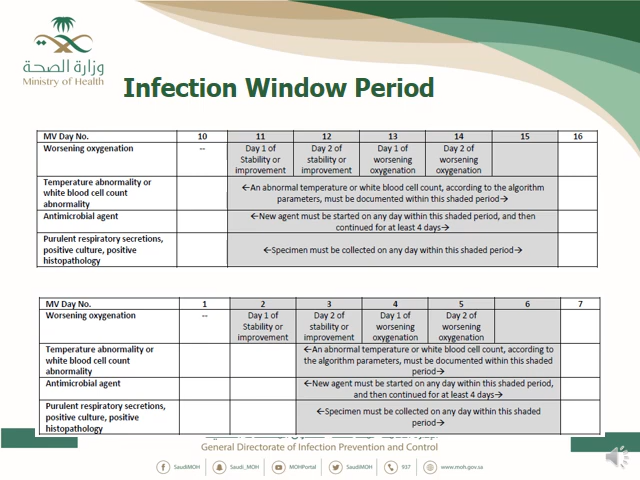 وزارة الصحة
Ministry of Health
Infection Window Period
MV Day No. 10 11 12 13 14 15 16
Worsening oxygenation -- Day 1 of Stability or improvement Day 2 of stability or improvement Day 1 of worsening oxygenation Day 2 of worsening oxygenation
Temperature abnormality or white blood cell count abnormality ←An abnormal temperature or white blood cell count, according to the algorithm parameters, must be documented within this shaded period→
Antimicrobial agent ←New agent must be started on any day within this shaded period, and then continued for at least 4 days→
Purulent respiratory secretions, positive culture, positive histopathology ←Specimen must be collected on any day within this shaded period→
MV Day No. 1 2 3 4 5 6 7
Worsening oxygenation -- Day 1 of Stability or improvement Day 2 of stability or improvement Day 1 of worsening oxygenation Day 2 of worsening oxygenation
Temperature abnormality or white blood cell count abnormality ←An abnormal temperature or white blood cell count, according to the algorithm parameters, must be documented within this shaded period→
Antimicrobial agent ←New agent must be started on any day within this shaded period, and then continued for at least 4 days→
Purulent respiratory secretions, positive culture, positive histopathology ←Specimen must be collected on any day within this shaded period→
General Directorate of Infection Prevention and Control
SaudiMOH Saudi_MOH MOHPortal SaudiMOH 937 www.moh.gov.sa